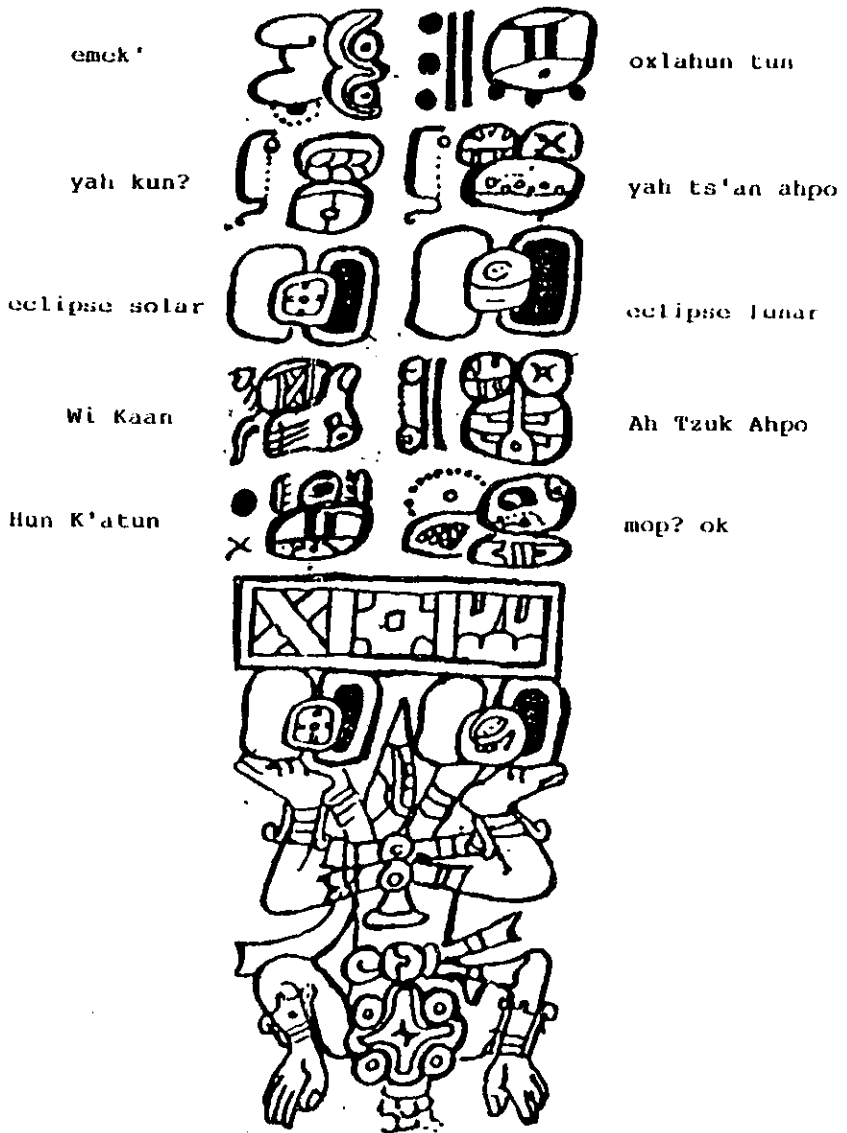 emek'
oxlahun tun
yah kun?
yah ts'an ahpo
eclipse solar
eclipse lunar
Wi Kaan
Ah Tzuk Ahpo
Hun K'atun
mop? ok